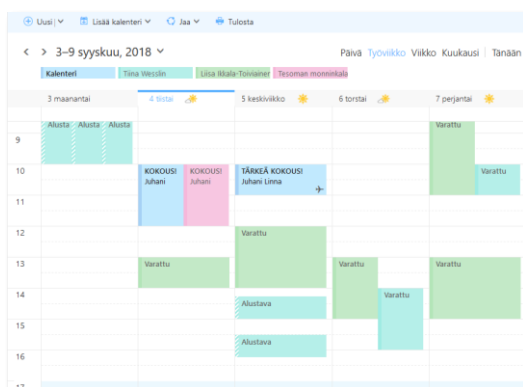 Uusi | Lisää kalenteri Jaa Tulosta
3–9 syyskuu, 2018 Päivä Työviikko Viikko Kuukausi Tänään
Kalenteri Tiina Wesslin Liisa Ikkala-Toiviainer Tesoman monninkala
3 maanantai 4 tiistai 5 keskiviikko 6 torstai 7 perjantai
Alusta Alusta Alusta Varattu
9
10 KOKOUS! KOKOUS! TÄRKEÄ KOKOUS! Varattu
Juhani Juhani Juhani Linna
11
12 Varattu
13 Varattu Varattu Varattu
14 Varattu
Alustava
15
Alustava
16
17